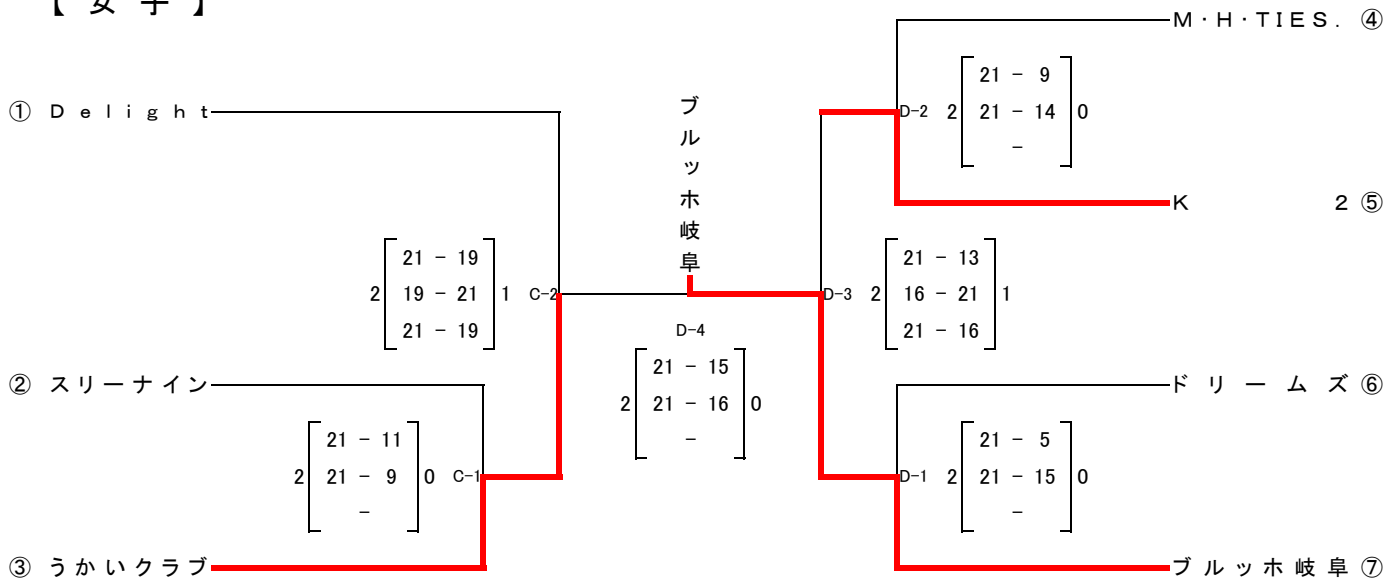 【 女 子 】
M・H・TIES. ④
21 - 9
① Delight
D-2 2 21 - 14 0
-
ブルッホ岐阜
K 2 ⑤
21 - 19
2 19 - 21 1 C-2
21 - 19
21 - 13
D-3 2 16 - 21 1
21 - 16
D-4
21 - 15
2 21 - 16 0
-
② スリーナイン
ドリームズ ⑥
21 - 11
2 21 - 9 0 C-1
-
21 - 5
D-1 2 21 - 15 0
-
③ うかいクラブ
ブルッホ岐阜 ⑦